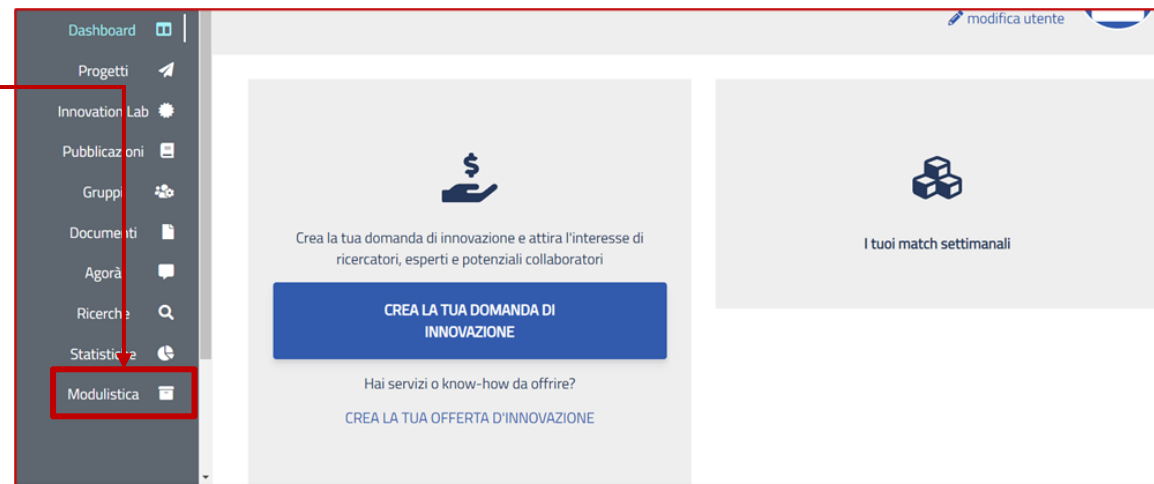 Dashboard
Progetti
Innovation Lab
Pubblicazioni
Gruppi
Documenti
Agorà
Ricerche
Statistiche
Modulistica
modifica utente
$
Crea la tua domanda di innovazione e attira l'interesse di
ricercatori, esperti e potenziali collaboratori
CREA LA TUA DOMANDA DI
INNOVAZIONE
Hai servizi o know-how da offrire?
CREA LA TUA OFFERTA D'INNOVAZIONE
I tuoi match settimanali